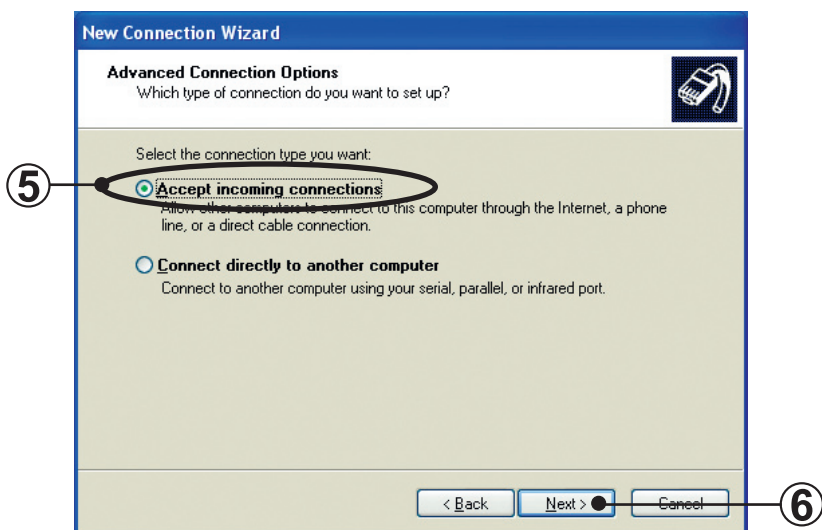 New Connection Wizard
Advanced Connection Options
Which type of connection do you want to set up?
Select the connection type you want:
5
Accept incoming connections
Allow other computers to connect to this computer through the Internet, a phone
line, or a direct cable connection.
Connect directly to another computer
Connect to another computer using your serial, parallel, or infrared port.
< Back
Next >
Cancel
6